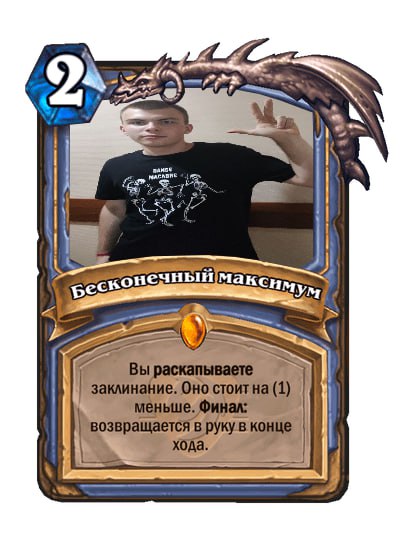 2
DANCE
MACABRE
Бесконечный максимум
Вы раскапываете
заклинание. Оно стоит на (1)
меньше. Финал:
возвращается в руку в конце
хода.